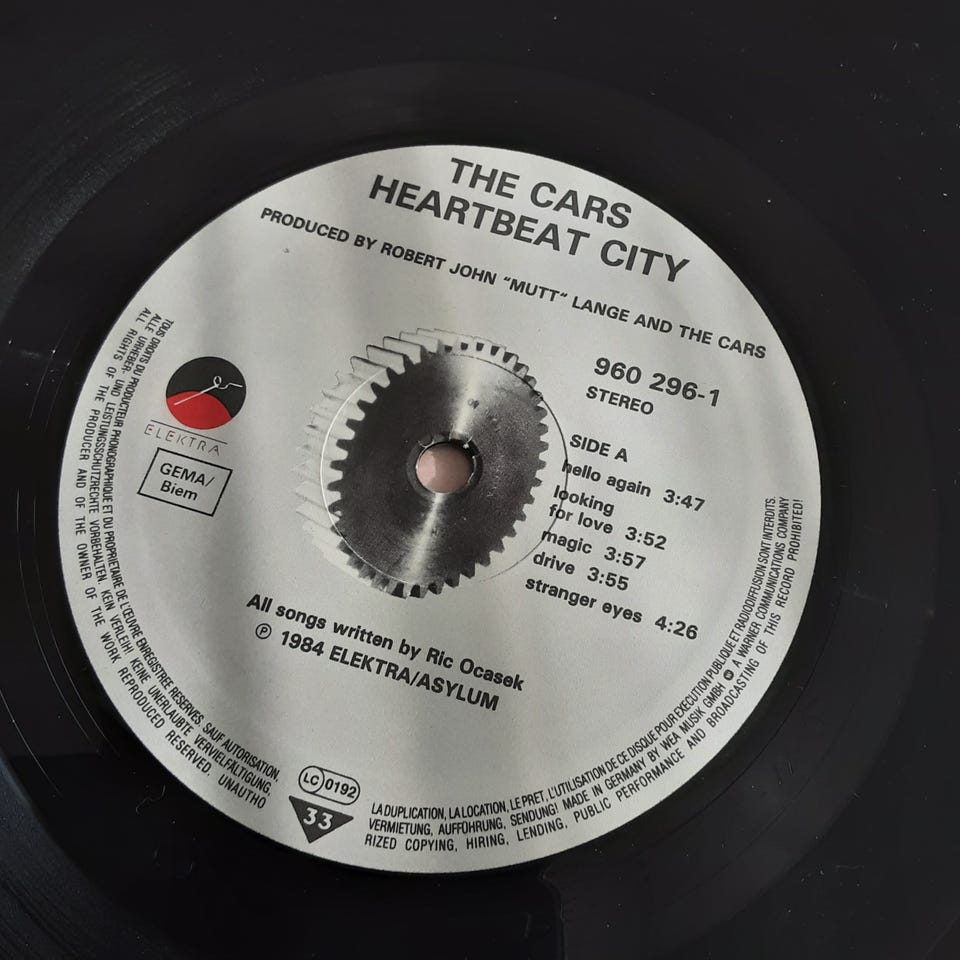 THE CARS
HEARTBEAT CITY
PRODUCED BY ROBERT JOHN "MUTT" LANGE AND THE CARS
960 296-1
STEREO
SIDE A
hello again 3:47
looking
for love 3:52
magic 3:57
drive 3:55
stranger eyes 4:26
ELEKTRA
GEMA/
Biem
All songs written by Ric Ocasek
Ⓟ 1984 ELEKTRA/ASYLUM
LC 0192
33
TOUS DROITS DU PRODUCTEUR PHONOGRAPHIQUE ET DU PROPRIETAIRE DE L'ŒUVRE ENREGISTREE RESERVES. SAUF AUTORISATION,
ALLE URHEBER- UND LEISTUNGSSCHUTZRECHTE VORBEHALTEN. KEIN VERLEIH! KEINE UNERLAUBTE VERVIELFÄLTIGUNG,
ALL RIGHTS OF THE PRODUCER AND OF THE OWNER OF THE WORK REPRODUCED RESERVED. UNAUTHO
LA DUPLICATION, LA LOCATION, LE PRET, L'UTILISATION DE CE DISQUE POUR EXECUTION PUBLIQUE ET RADIODIFFUSION SONT INTERDITS.
VERMIETUNG, AUFFÜHRUNG, SENDUNG! MADE IN GERMANY BY WEA MUSIK GMBH A WARNER COMMUNICATIONS COMPANY
RIZED COPYING, HIRING, LENDING, PUBLIC PERFORMANCE AND BROADCASTING OF THIS RECORD PROHIBITED!